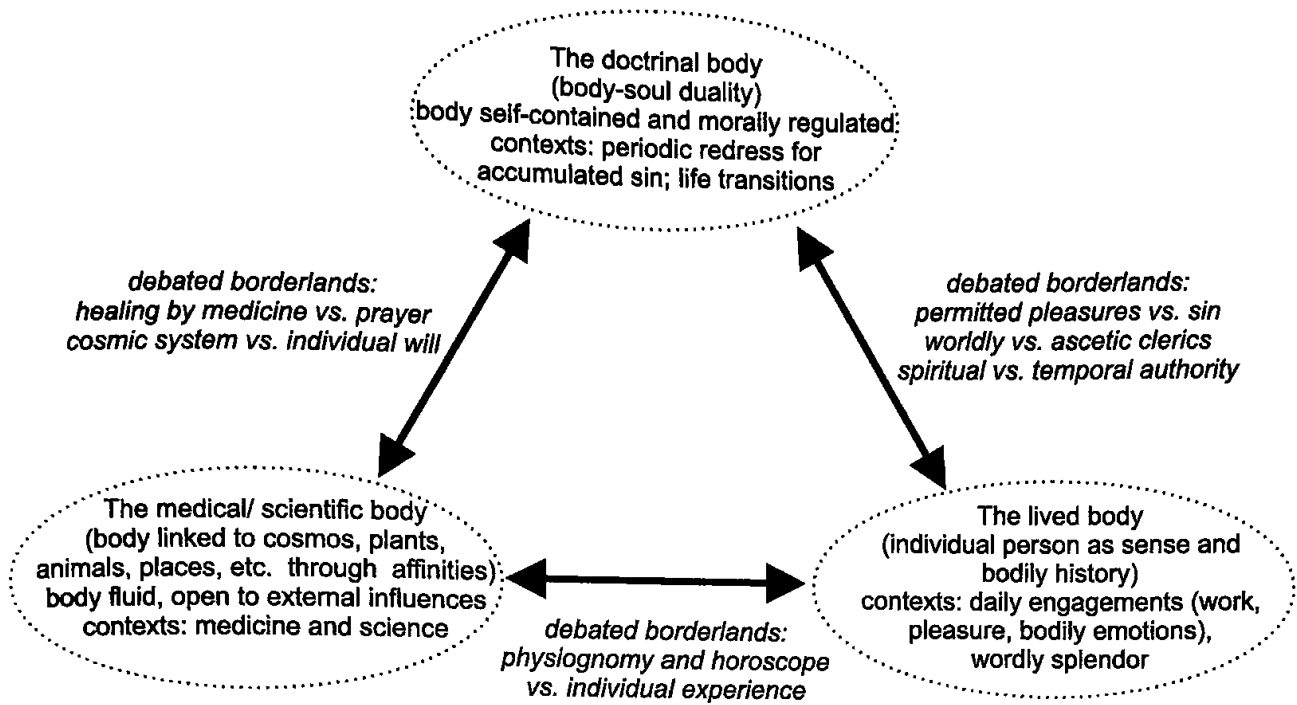 The doctrinal body
(body-soul duality)
body self-contained and morally regulated
contexts: periodic redress for
accumulated sin; life transitions
debated borderlands:
healing by medicine vs. prayer
cosmic system vs. individual will
debated borderlands:
permitted pleasures vs. sin
worldly vs. ascetic clerics
spiritual vs. temporal authority
The medical/ scientific body
(body linked to cosmos, plants,
animals, places, etc. through affinities)
body fluid, open to external influences
contexts: medicine and science
debated borderlands:
physlognomy and horoscope
vs. individual experience
The lived body
(individual person as sense and
bodily history)
contexts: daily engagements (work,
pleasure, bodily emotions),
wordly splendor